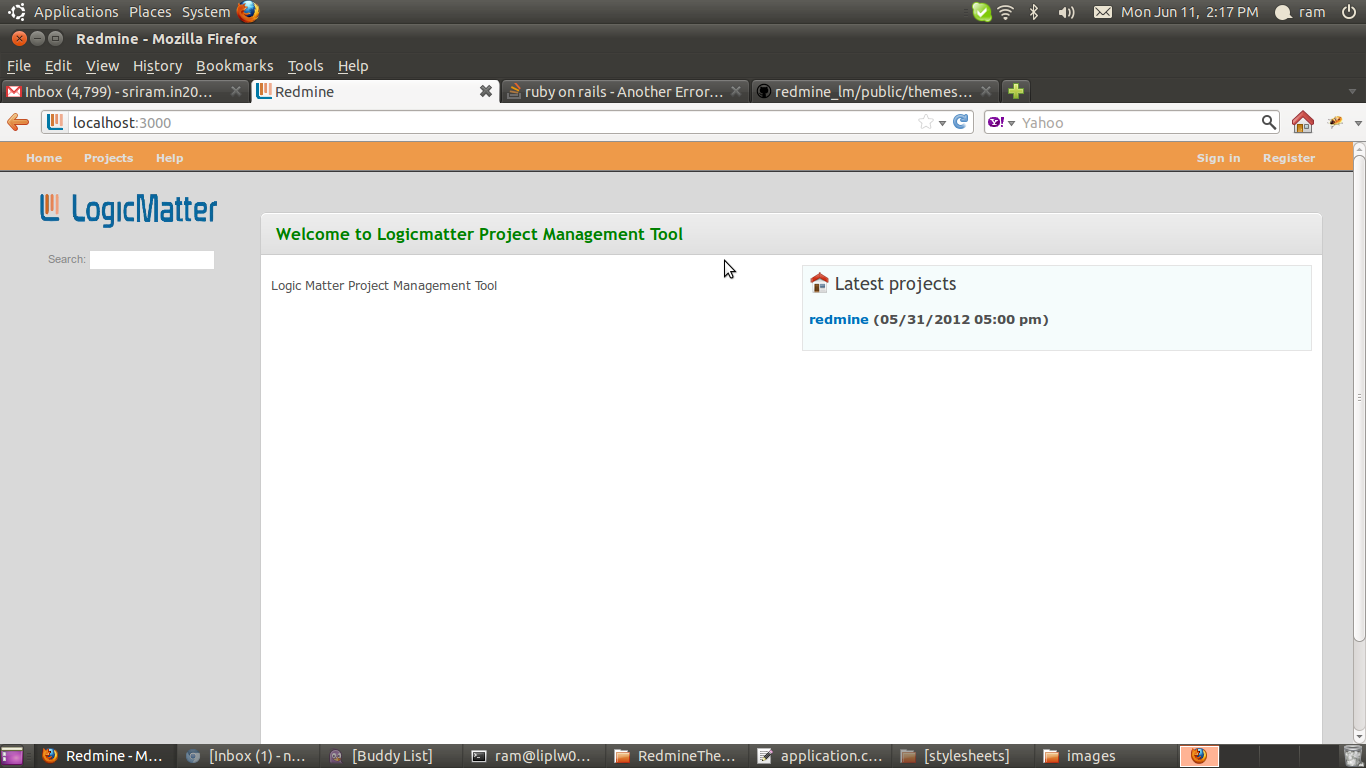 Applications Places System Mon Jun 11, 2:17 PM ram
Redmine - Mozilla Firefox
File Edit View History Bookmarks Tools Help
Inbox (4,799) - sriram.in20... Redmine ruby on rails - Another Error... redmine_lm/public/themes...
localhost:3000 Yahoo
Home Projects Help Sign in Register
LogicMatter
Welcome to Logicmatter Project Management Tool
Search:
Logic Matter Project Management Tool
Latest projects
redmine (05/31/2012 05:00 pm)
Redmine - M... [Inbox (1) - n... [Buddy List] ram@liplw0... RedmineThe... application.c... [stylesheets] images